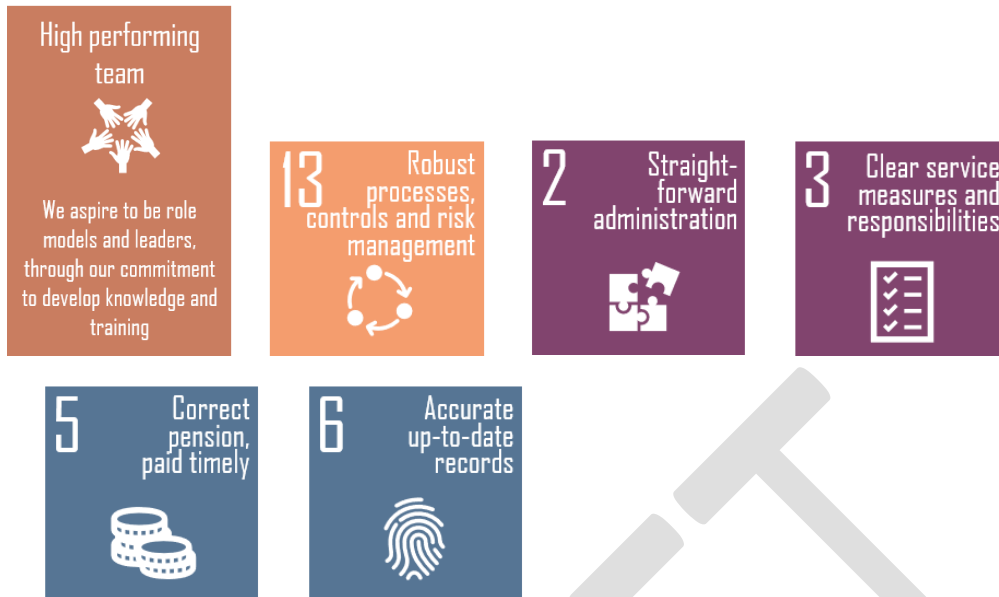 High performing
team
We aspire to be role
models and leaders,
through our commitment
to develop knowledge and
training
13
Robust
processes,
controls and risk
management
2
Straight-
forward
administration
3
Clear service
measures and
responsibilities
5
Correct
pension,
paid timely
6
Accurate
up-to-date
records